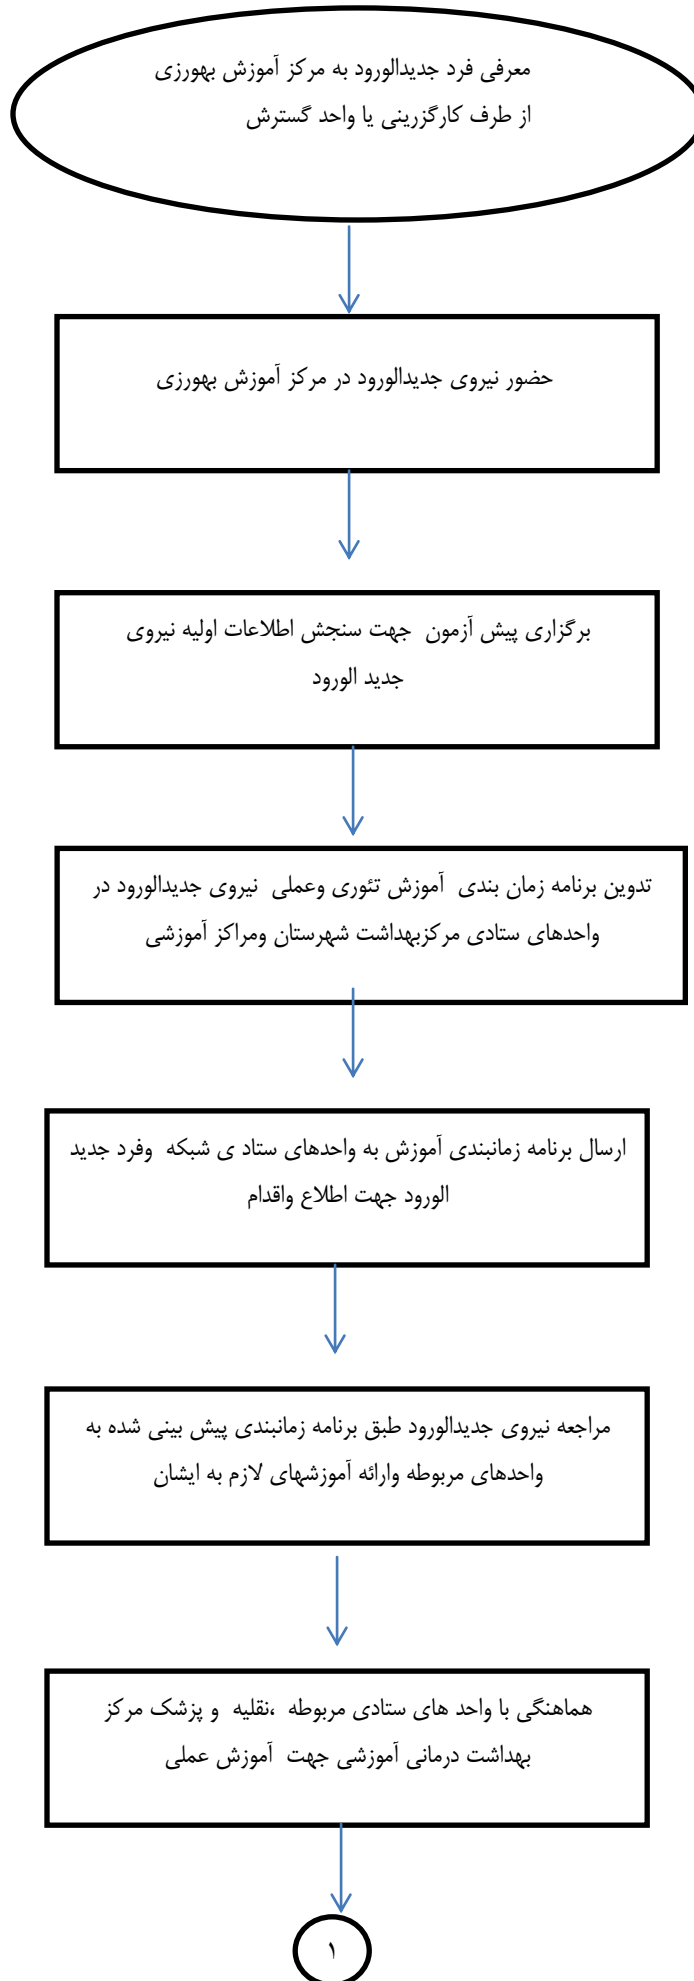 معرفی فرد جدیدالورود به مرکز آموزش بهورزی
از طرف کارگزرینی یا واحد گسترش
حضور نیروی جدیدالورود در مرکز آموزش بهورزی
برگزاری پیش آزمون جهت سنجش اطلاعات اولیه نیروی
جدید الورود
تدوین برنامه زمان بندی آموزش تئوری وعملی نیروی جدیدالورود در
واحدهای ستادی مرکزبهداشت شهرستان ومراکز آموزشی
ارسال برنامه زمانبندی آموزش به واحدهای ستاد ی شبکه وفرد جدید
الورود جهت اطلاع واقدام
مراجعه نیروی جدیدالورود طبق برنامه زمانبندی پیش بینی شده به
واحدهای مربوطه وارائه آموزشهای لازم به ایشان
هماهنگی با واحد های ستادی مربوطه ،نقلیه و پزشک مرکز
بهداشت درمانی آموزشی جهت آموزش عملی
۱